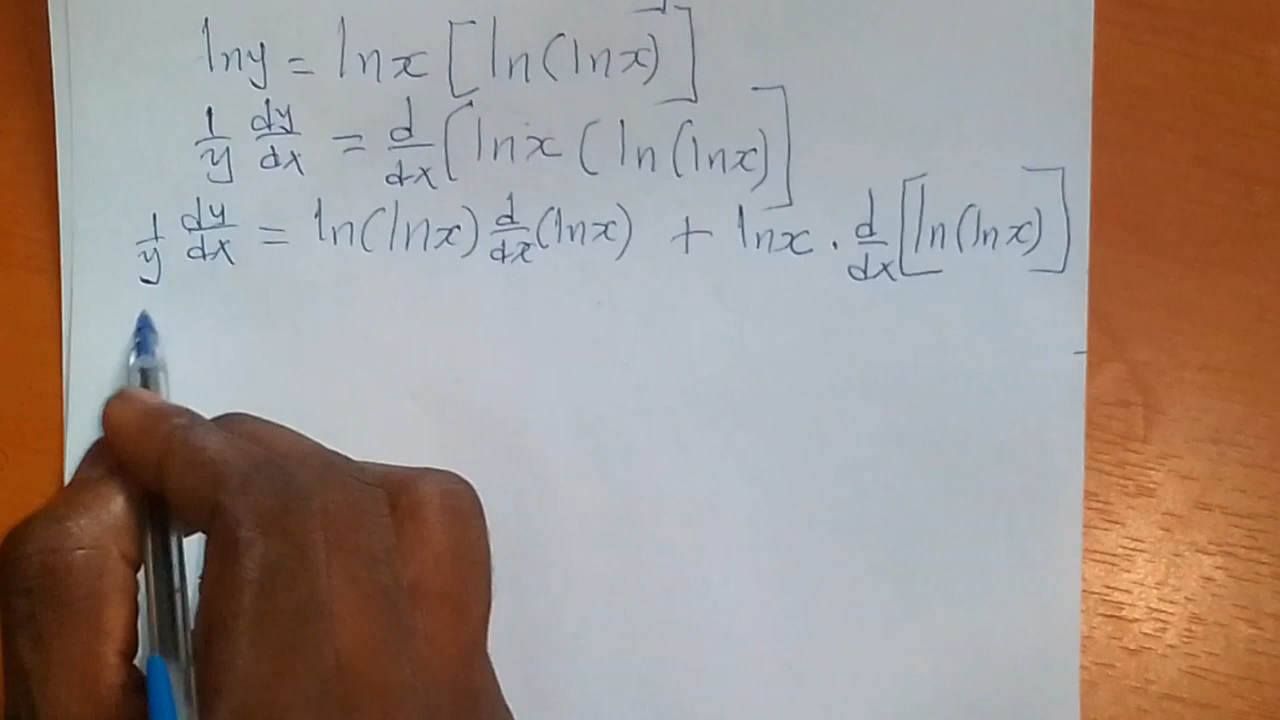 lny = lnx [ln(lnx)]
1/y dy/dx = d/dx [lnx (ln(lnx)]
1/y dy/dx = ln(lnx) d/dx (lnx) + lnx . d/dx [ln(lnx)]